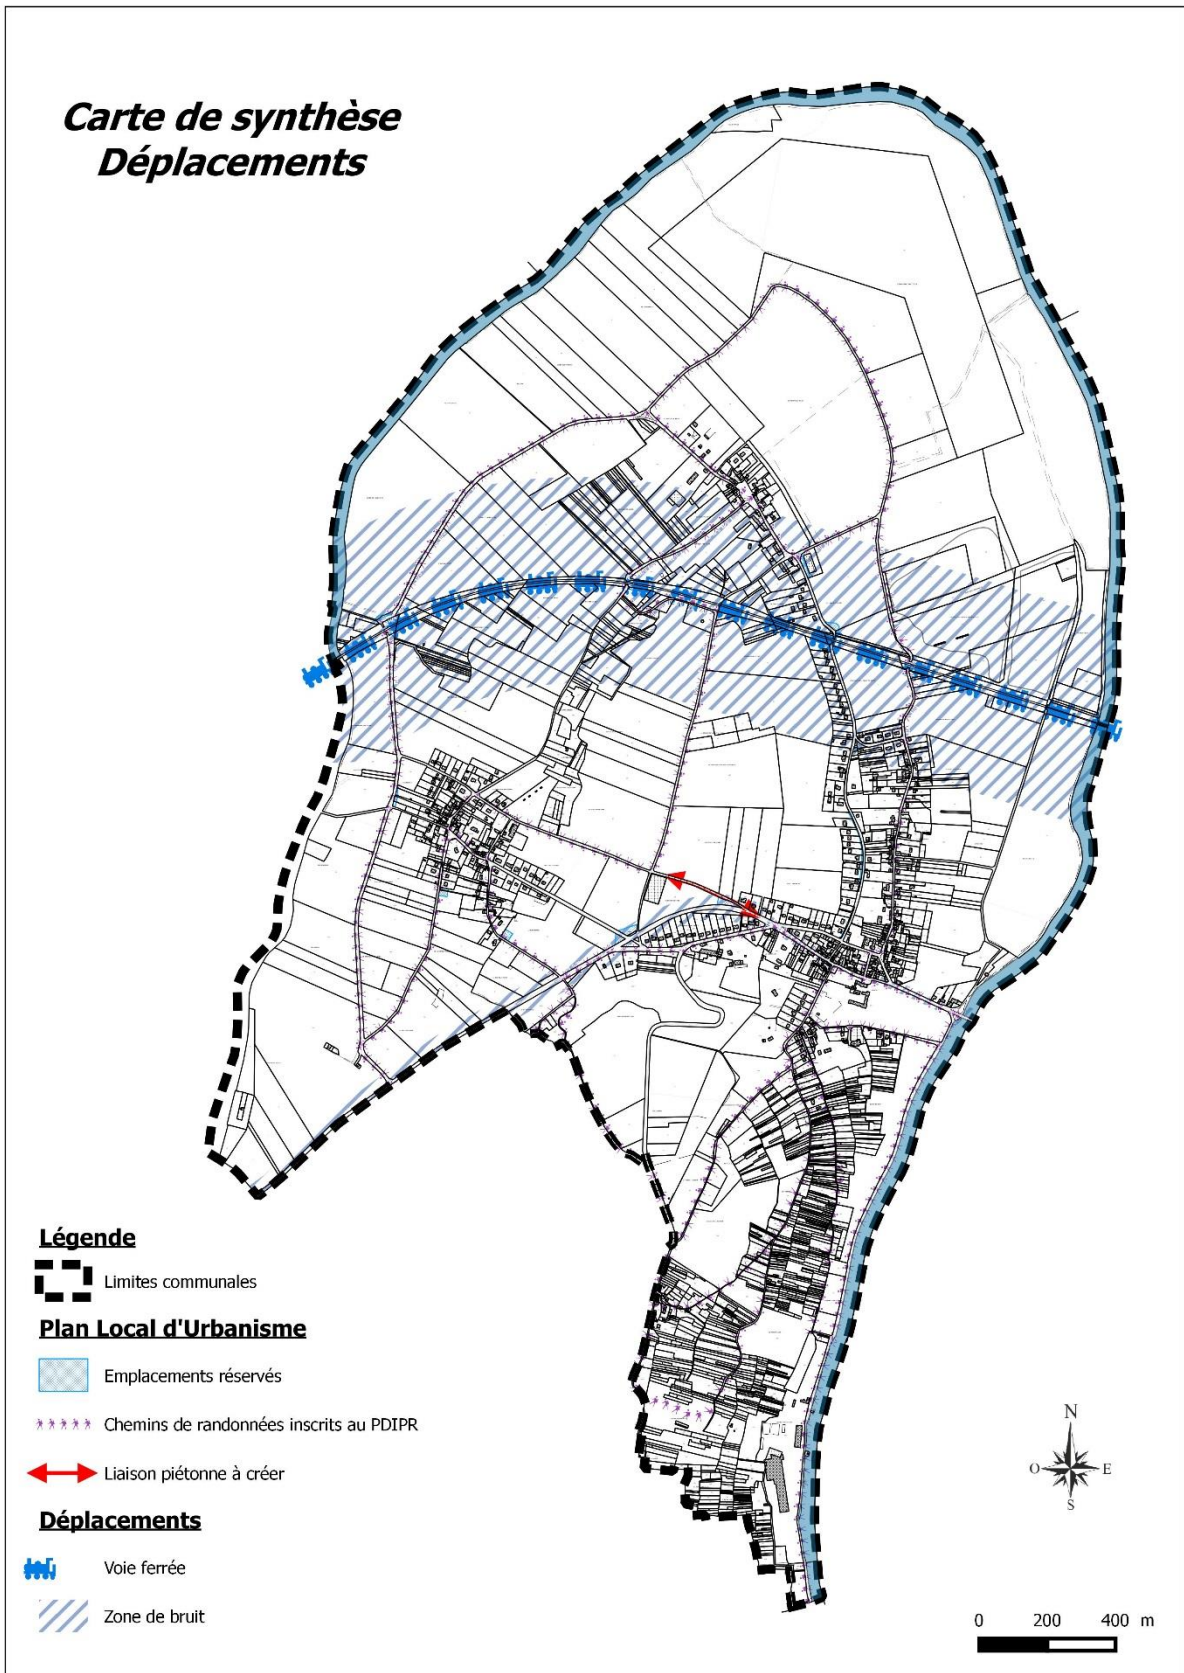 Carte de synthèse
Déplacements
Légende
Limites communales
Plan Local d'Urbanisme
Emplacements réservés
Chemins de randonnées inscrits au PDIPR
Liaison piétonne à créer
Déplacements
Voie ferrée
Zone de bruit
N
O E
S
0 200 400 m